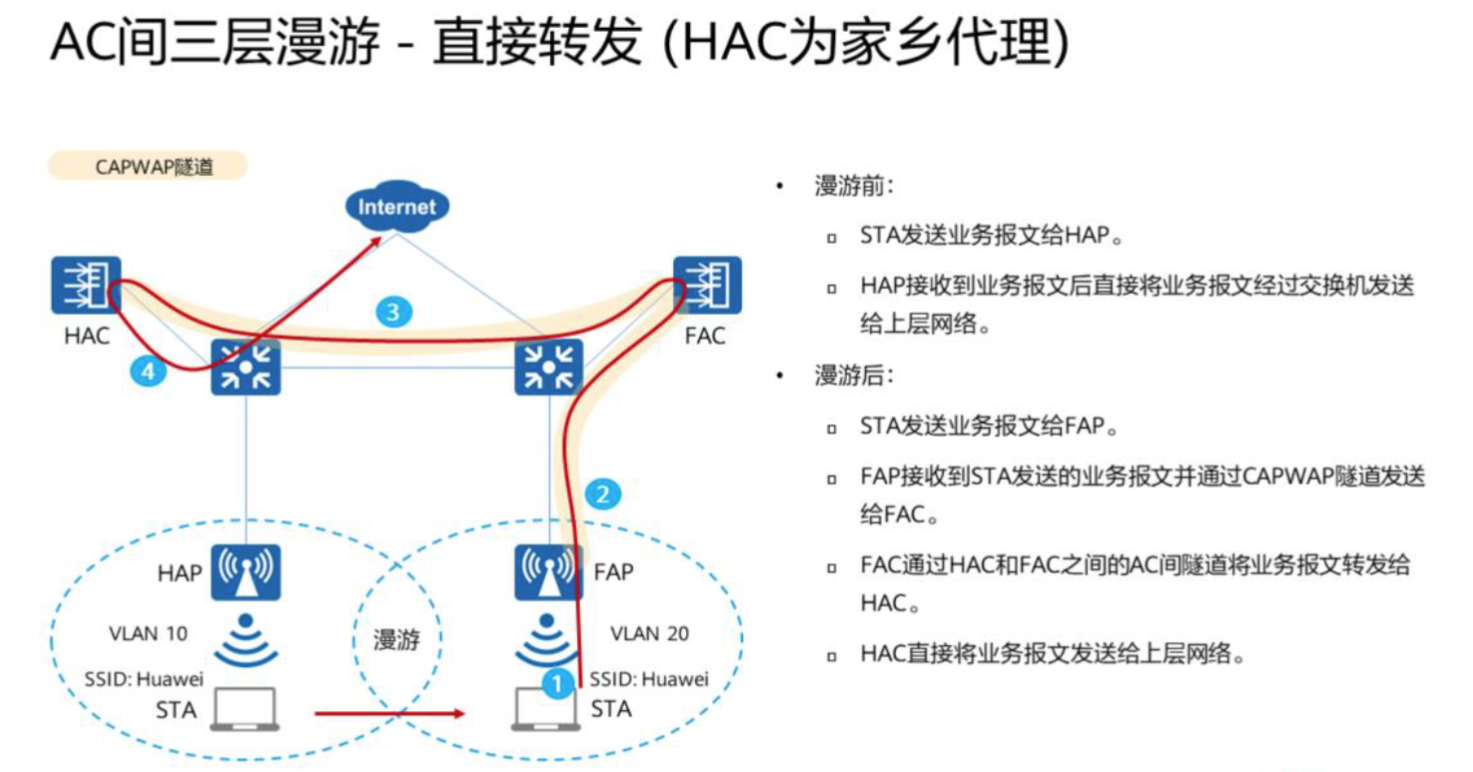 AC间三层漫游 - 直接转发 (HAC为家乡代理)
CAPWAP隧道
Internet
HAC
FAC
3
4
2
HAP
FAP
VLAN 10
漫游
VLAN 20
SSID: Huawei
1
SSID: Huawei
STA
STA
• 漫游前：
STA发送业务报文给HAP。
HAP接收到业务报文后直接将业务报文经过交换机发送
给上层网络。
• 漫游后：
STA发送业务报文给FAP。
FAP接收到STA发送的业务报文并通过CAPWAP隧道发送
给FAC。
FAC通过HAC和FAC之间的AC间隧道将业务报文转发给
HAC。
HAC直接将业务报文发送给上层网络。